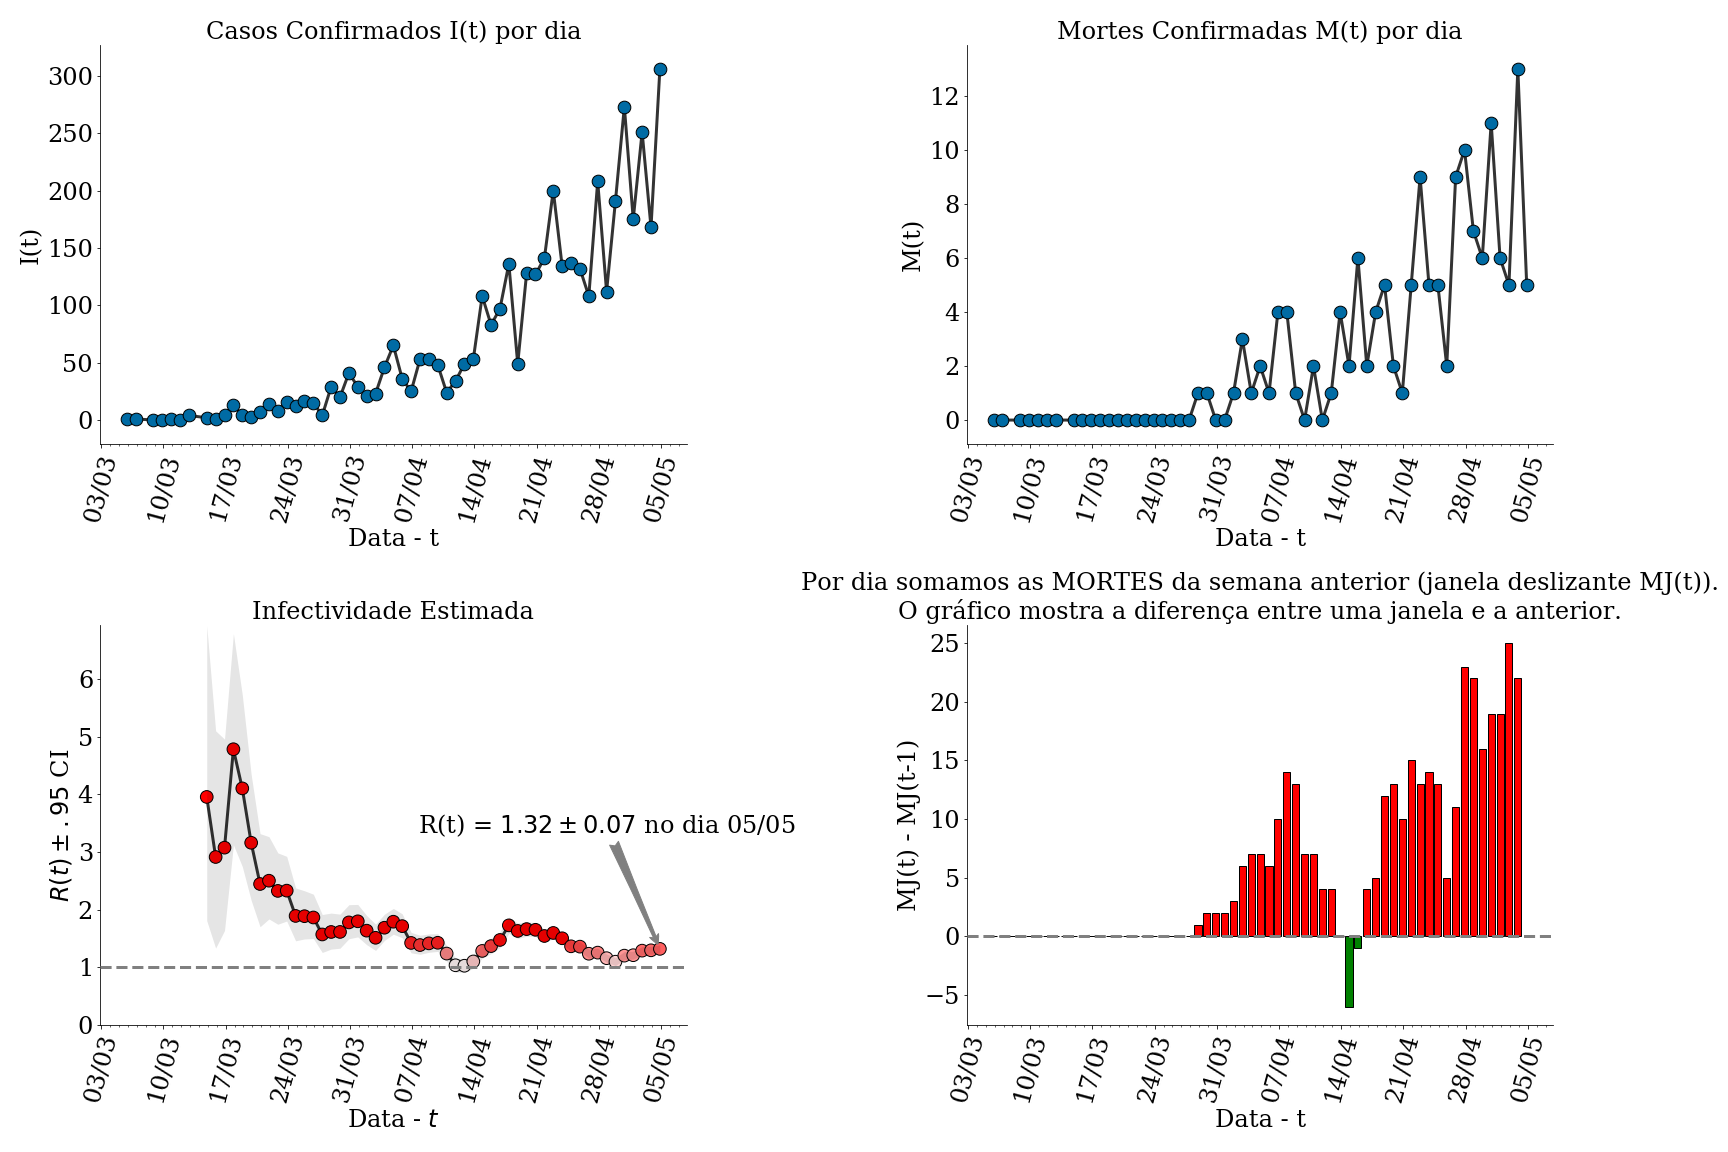 Casos Confirmados I(t) por dia
I(t)
300
250
200
150
100
50
0
03/03 10/03 17/03 24/03 31/03 07/04 14/04 21/04 28/04 05/05
Data - t
Mortes Confirmadas M(t) por dia
M(t)
12
10
8
6
4
2
0
03/03 10/03 17/03 24/03 31/03 07/04 14/04 21/04 28/04 05/05
Data - t
Infectividade Estimada
R(t) ± .95 CI
6
5
4
3
2
1
0
R(t) = 1.32 ± 0.07 no dia 05/05
03/03 10/03 17/03 24/03 31/03 07/04 14/04 21/04 28/04 05/05
Data - t
Por dia somamos as MORTES da semana anterior (janela deslizante MJ(t)).
O gráfico mostra a diferença entre uma janela e a anterior.
MJ(t) - MJ(t-1)
25
20
15
10
5
0
−5
03/03 10/03 17/03 24/03 31/03 07/04 14/04 21/04 28/04 05/05
Data - t